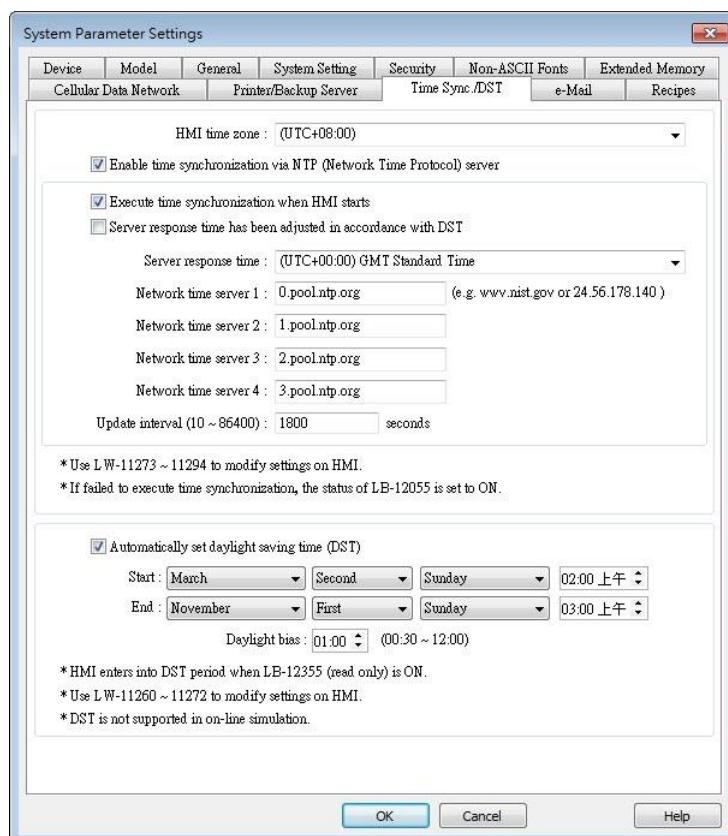 System Parameter Settings
Device Model General System Setting Security Non-ASCII Fonts Extended Memory
Cellular Data Network Printer/Backup Server Time Sync./DST e-Mail Recipes
HMI time zone : (UTC+08:00)
Enable time synchronization via NTP (Network Time Protocol) server
Execute time synchronization when HMI starts
Server response time has been adjusted in accordance with DST
Server response time : (UTC+00:00) GMT Standard Time
Network time server 1 : 0.pool.ntp.org (e.g. wwv.nist.gov or 24.56.178.140 )
Network time server 2 : 1.pool.ntp.org
Network time server 3 : 2.pool.ntp.org
Network time server 4 : 3.pool.ntp.org
Update interval (10 ~ 86400) : 1800 seconds
* Use LW-11273 ~ 11294 to modify settings on HMI.
* If failed to execute time synchronization, the status of LB-12055 is set to ON.
Automatically set daylight saving time (DST)
Start : March Second Sunday 02:00 上午
End : November First Sunday 03:00 上午
Daylight bias : 01:00 (00:30 ~ 12:00)
* HMI enters into DST period when LB-12355 (read only) is ON.
* Use LW-11260 ~ 11272 to modify settings on HMI.
* DST is not supported in on-line simulation.
OK Cancel Help